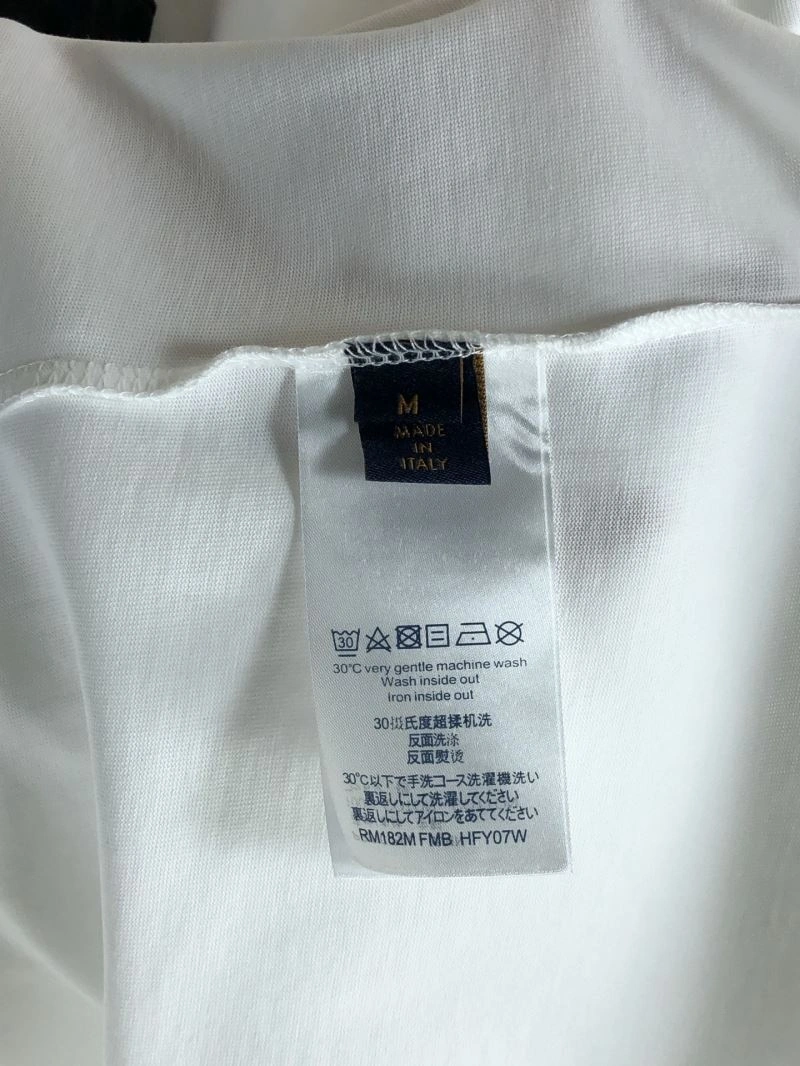 M
MADE
IN
ITALY
30
30°C very gentle machine wash
Wash inside out
Iron inside out
30摄氏度超揉机洗
反面洗涤
反面熨烫
30°C以下で手洗コース洗濯機洗い
裏返しにして洗濯してください
裏返しにしてアイロンをあててください
RM182M FMB HFY07W